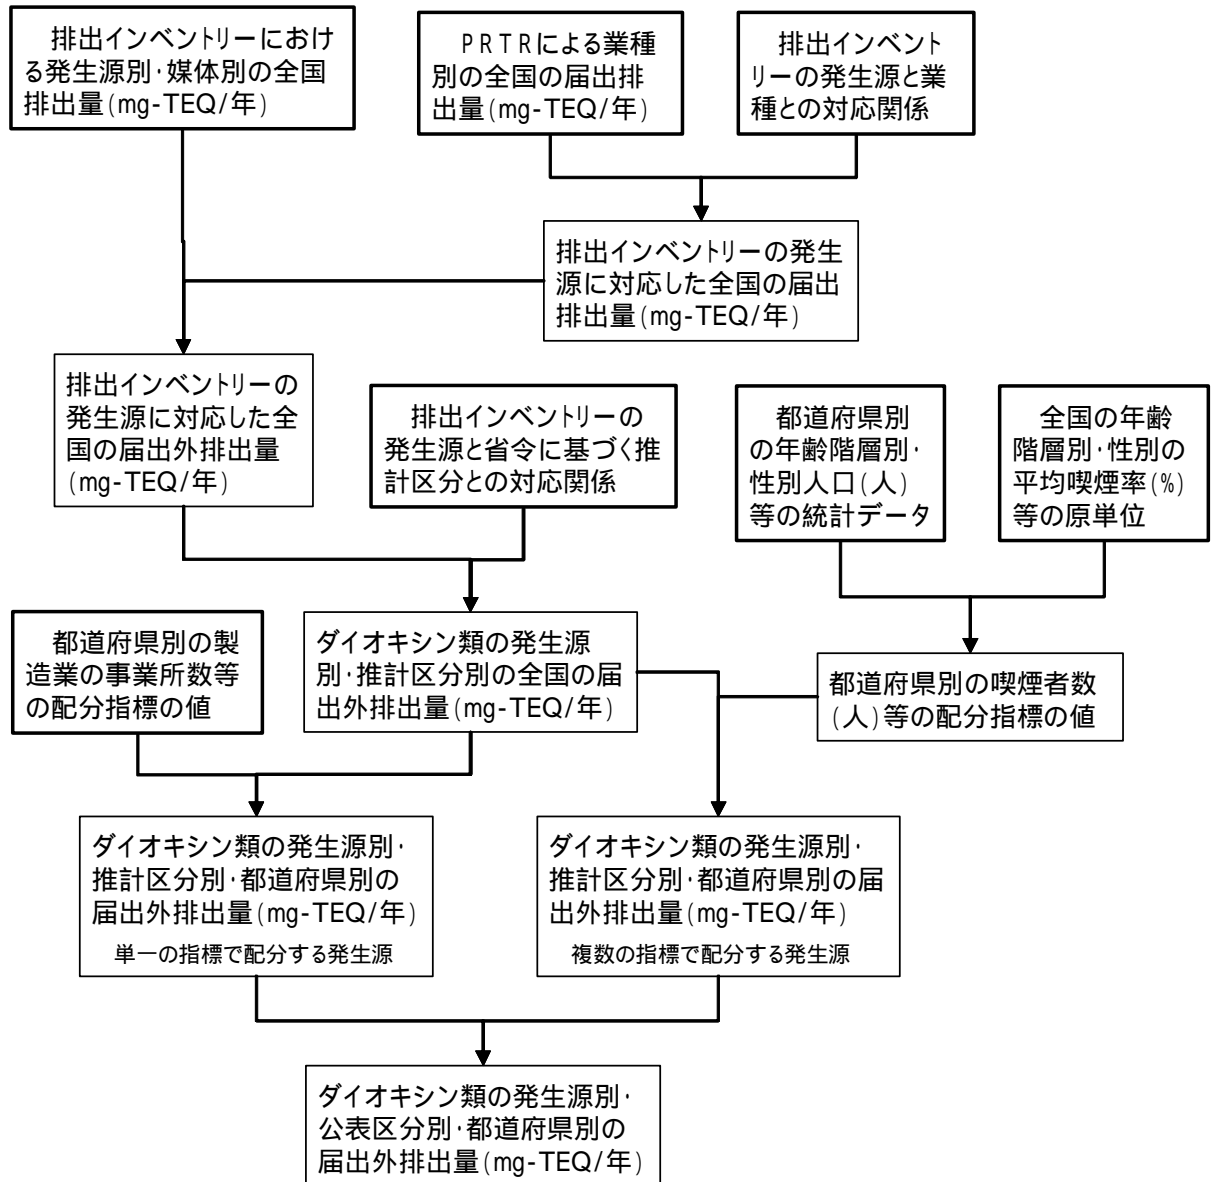 排出インベントリーにおけ
る発生源別・媒体別の全国
排出量(mg-TEQ/年)
PRTRによる業種
別の全国の届出排
出量(mg-TEQ/年)
排出インベント
リーの発生源と業
種との対応関係
排出インベントリーの発生
源に対応した全国の届出
排出量(mg-TEQ/年)
排出インベントリーの
発生源に対応した全
国の届出外排出量
(mg-TEQ/年)
排出インベントリーの
発生源と省令に基づく推
計区分との対応関係
都道府県別
の年齢階層別・
性別人口(人)
等の統計データ
全国の年齢
階層別・性別の
平均喫煙率(%)
等の原単位
都道府県別の製
造業の事業所数等
の配分指標の値
ダイオキシン類の発生源
別・推計区分別の全国の届
出外排出量(mg-TEQ/年)
都道府県別の喫煙者数
(人)等の配分指標の値
ダイオキシン類の発生源別・
推計区分別・都道府県別の
届出外排出量(mg-TEQ/年)
単一の指標で配分する発生源
ダイオキシン類の発生源別・
推計区分別・都道府県別の届
出外排出量(mg-TEQ/年)
複数の指標で配分する発生源
ダイオキシン類の発生源別・
公表区分別・都道府県別の
届出外排出量(mg-TEQ/年)